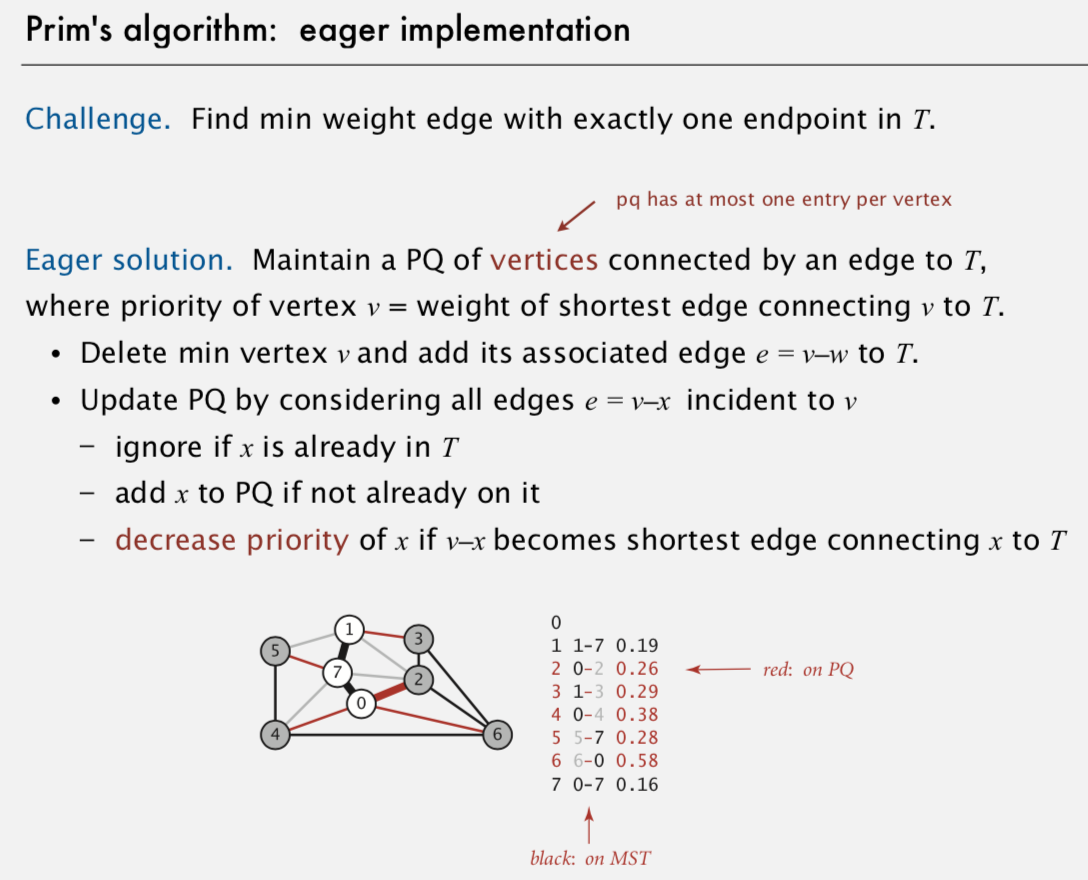 Prim's algorithm: eager implementation
Challenge. Find min weight edge with exactly one endpoint in T.
pq has at most one entry per vertex
Eager solution. Maintain a PQ of vertices connected by an edge to T,
where priority of vertex v = weight of shortest edge connecting v to T.
• Delete min vertex v and add its associated edge e = v–w to T.
• Update PQ by considering all edges e = v–x incident to v
– ignore if x is already in T
– add x to PQ if not already on it
– decrease priority of x if v–x becomes shortest edge connecting x to T
1
3
5
7
2
0
4
6
0
1 1-7 0.19
2 0-2 0.26
red: on PQ
3 1-3 0.29
4 0-4 0.38
5 5-7 0.28
6 6-0 0.58
7 0-7 0.16
black: on MST